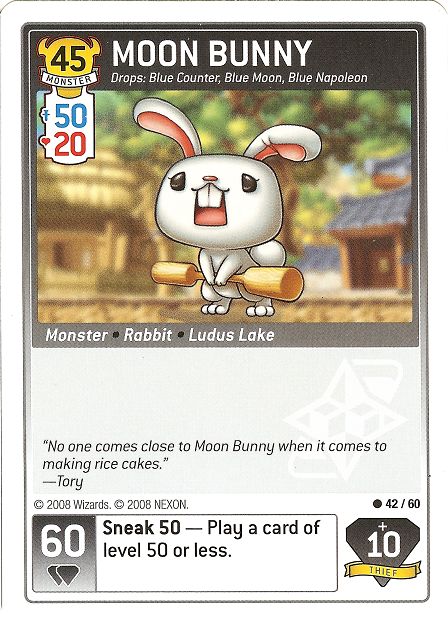 45
MONSTER
MOON BUNNY
Drops: Blue Counter, Blue Moon, Blue Napoleon
50
20
Monster • Rabbit • Ludus Lake
“No one comes close to Moon Bunny when it comes to
making rice cakes.”
—Tory
© 2008 Wizards. © 2008 NEXON.
● 42 / 60
60
Sneak 50 — Play a card of
level 50 or less.
+
10
THIEF